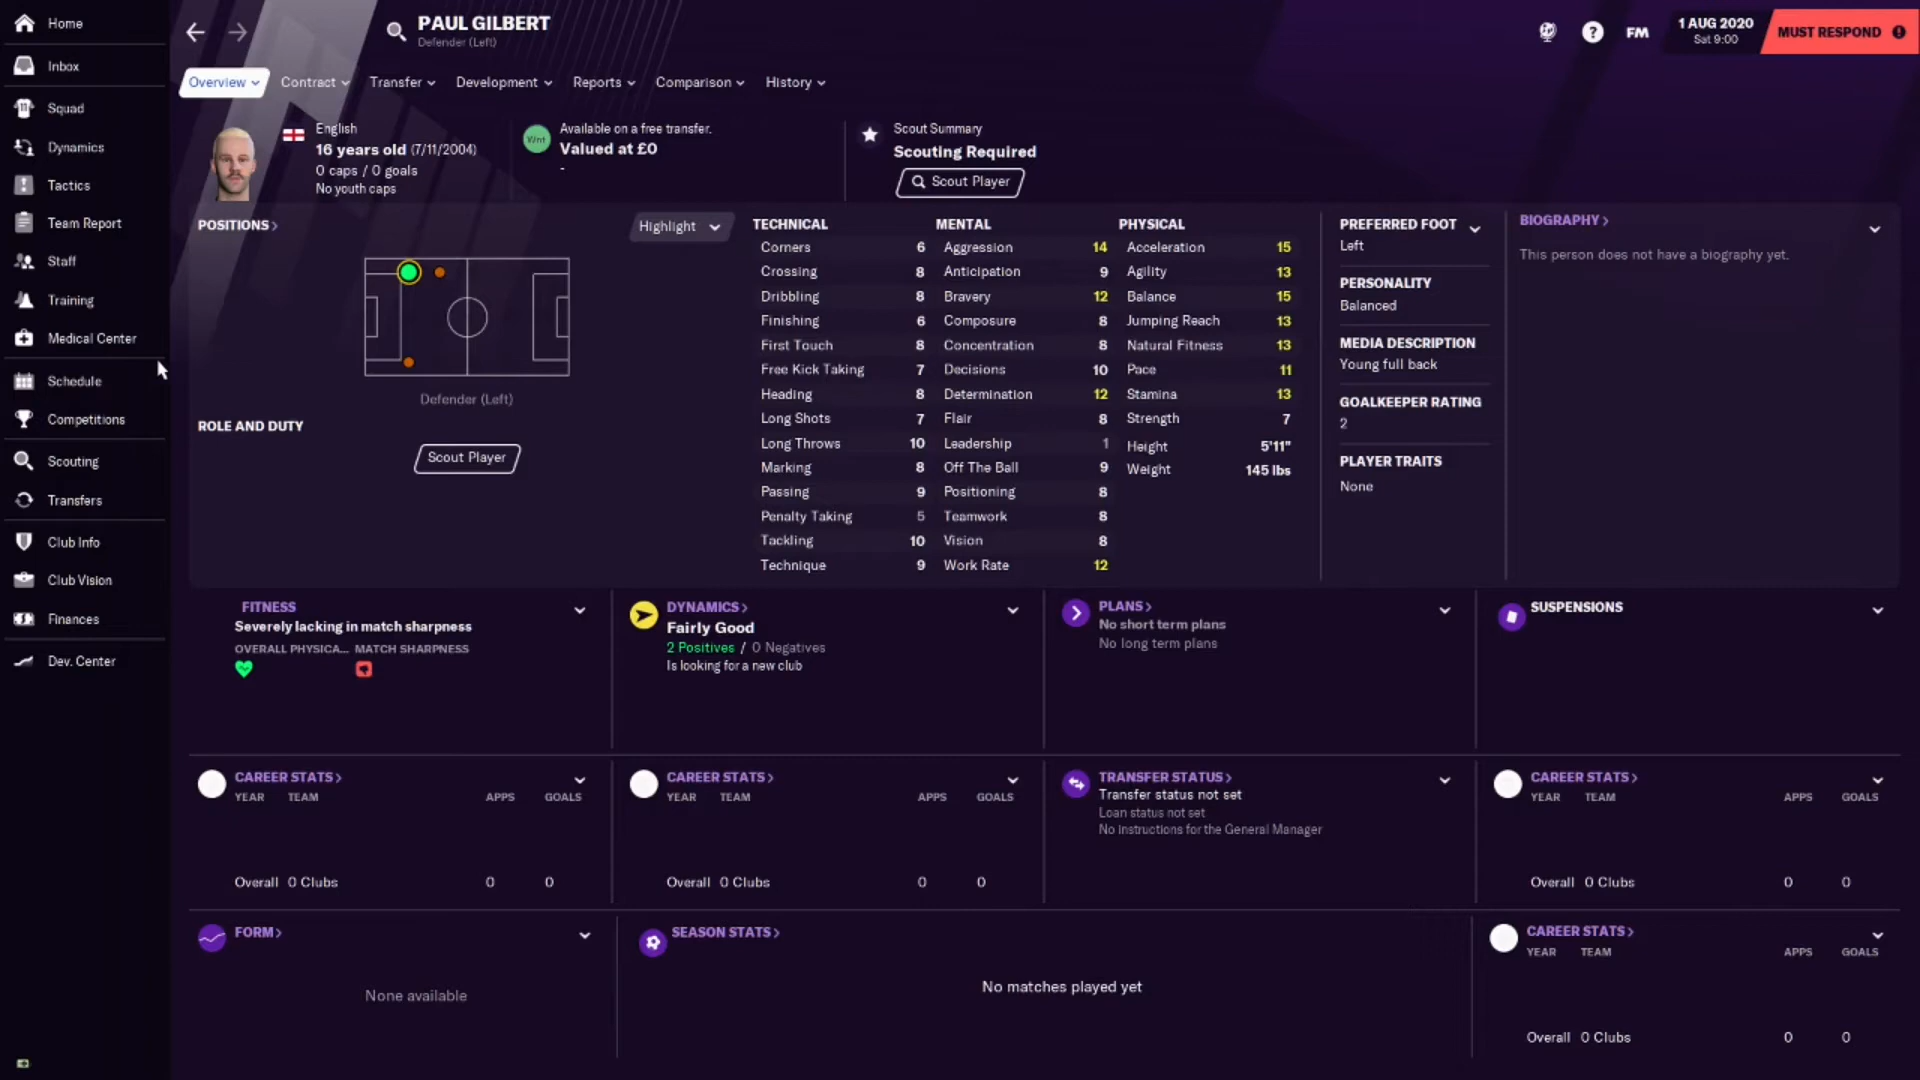 Home
Inbox
Squad
Dynamics
Tactics
Team Report
Staff
Training
Medical Center
Schedule
Competitions
Scouting
Transfers
Club Info
Club Vision
Finances
Dev. Center
PAUL GILBERT
Defender (Left)
FM
1 AUG 2020
Sat 9:00
MUST RESPOND
Overview
Contract
Transfer
Development
Reports
Comparison
History
English
16 years old (7/11/2004)
0 caps / 0 goals
No youth caps
Wnt
Available on a free transfer.
Valued at £0
-
Scout Summary
Scouting Required
Scout Player
POSITIONS>
Highlight
Defender (Left)
ROLE AND DUTY
Scout Player
TECHNICAL
Corners 6
Crossing 8
Dribbling 8
Finishing 6
First Touch 8
Free Kick Taking 7
Heading 8
Long Shots 7
Long Throws 10
Marking 8
Passing 9
Penalty Taking 5
Tackling 10
Technique 9
MENTAL
Aggression 14
Anticipation 9
Bravery 12
Composure 8
Concentration 8
Decisions 10
Determination 12
Flair 8
Leadership 1
Off The Ball 9
Positioning 8
Teamwork 8
Vision 8
Work Rate 12
PHYSICAL
Acceleration 15
Agility 13
Balance 15
Jumping Reach 13
Natural Fitness 13
Pace 11
Stamina 13
Strength 7
Height 5'11"
Weight 145 lbs
PREFERRED FOOT
Left
PERSONALITY
Balanced
MEDIA DESCRIPTION
Young full back
GOALKEEPER RATING
2
PLAYER TRAITS
None
BIOGRAPHY>
This person does not have a biography yet.
FITNESS
Severely lacking in match sharpness
OVERALL PHYSICA... MATCH SHARPNESS
DYNAMICS>
Fairly Good
2 Positives / 0 Negatives
Is looking for a new club
PLANS>
No short term plans
No long term plans
SUSPENSIONS
CAREER STATS>
YEAR TEAM APPS GOALS
Overall 0 Clubs 0 0
CAREER STATS>
YEAR TEAM APPS GOALS
Overall 0 Clubs 0 0
TRANSFER STATUS>
Transfer status not set
Loan status not set
No instructions for the General Manager
CAREER STATS>
YEAR TEAM APPS GOALS
Overall 0 Clubs 0 0
FORM>
None available
SEASON STATS>
No matches played yet
CAREER STATS>
YEAR TEAM APPS GOALS
Overall 0 Clubs 0 0